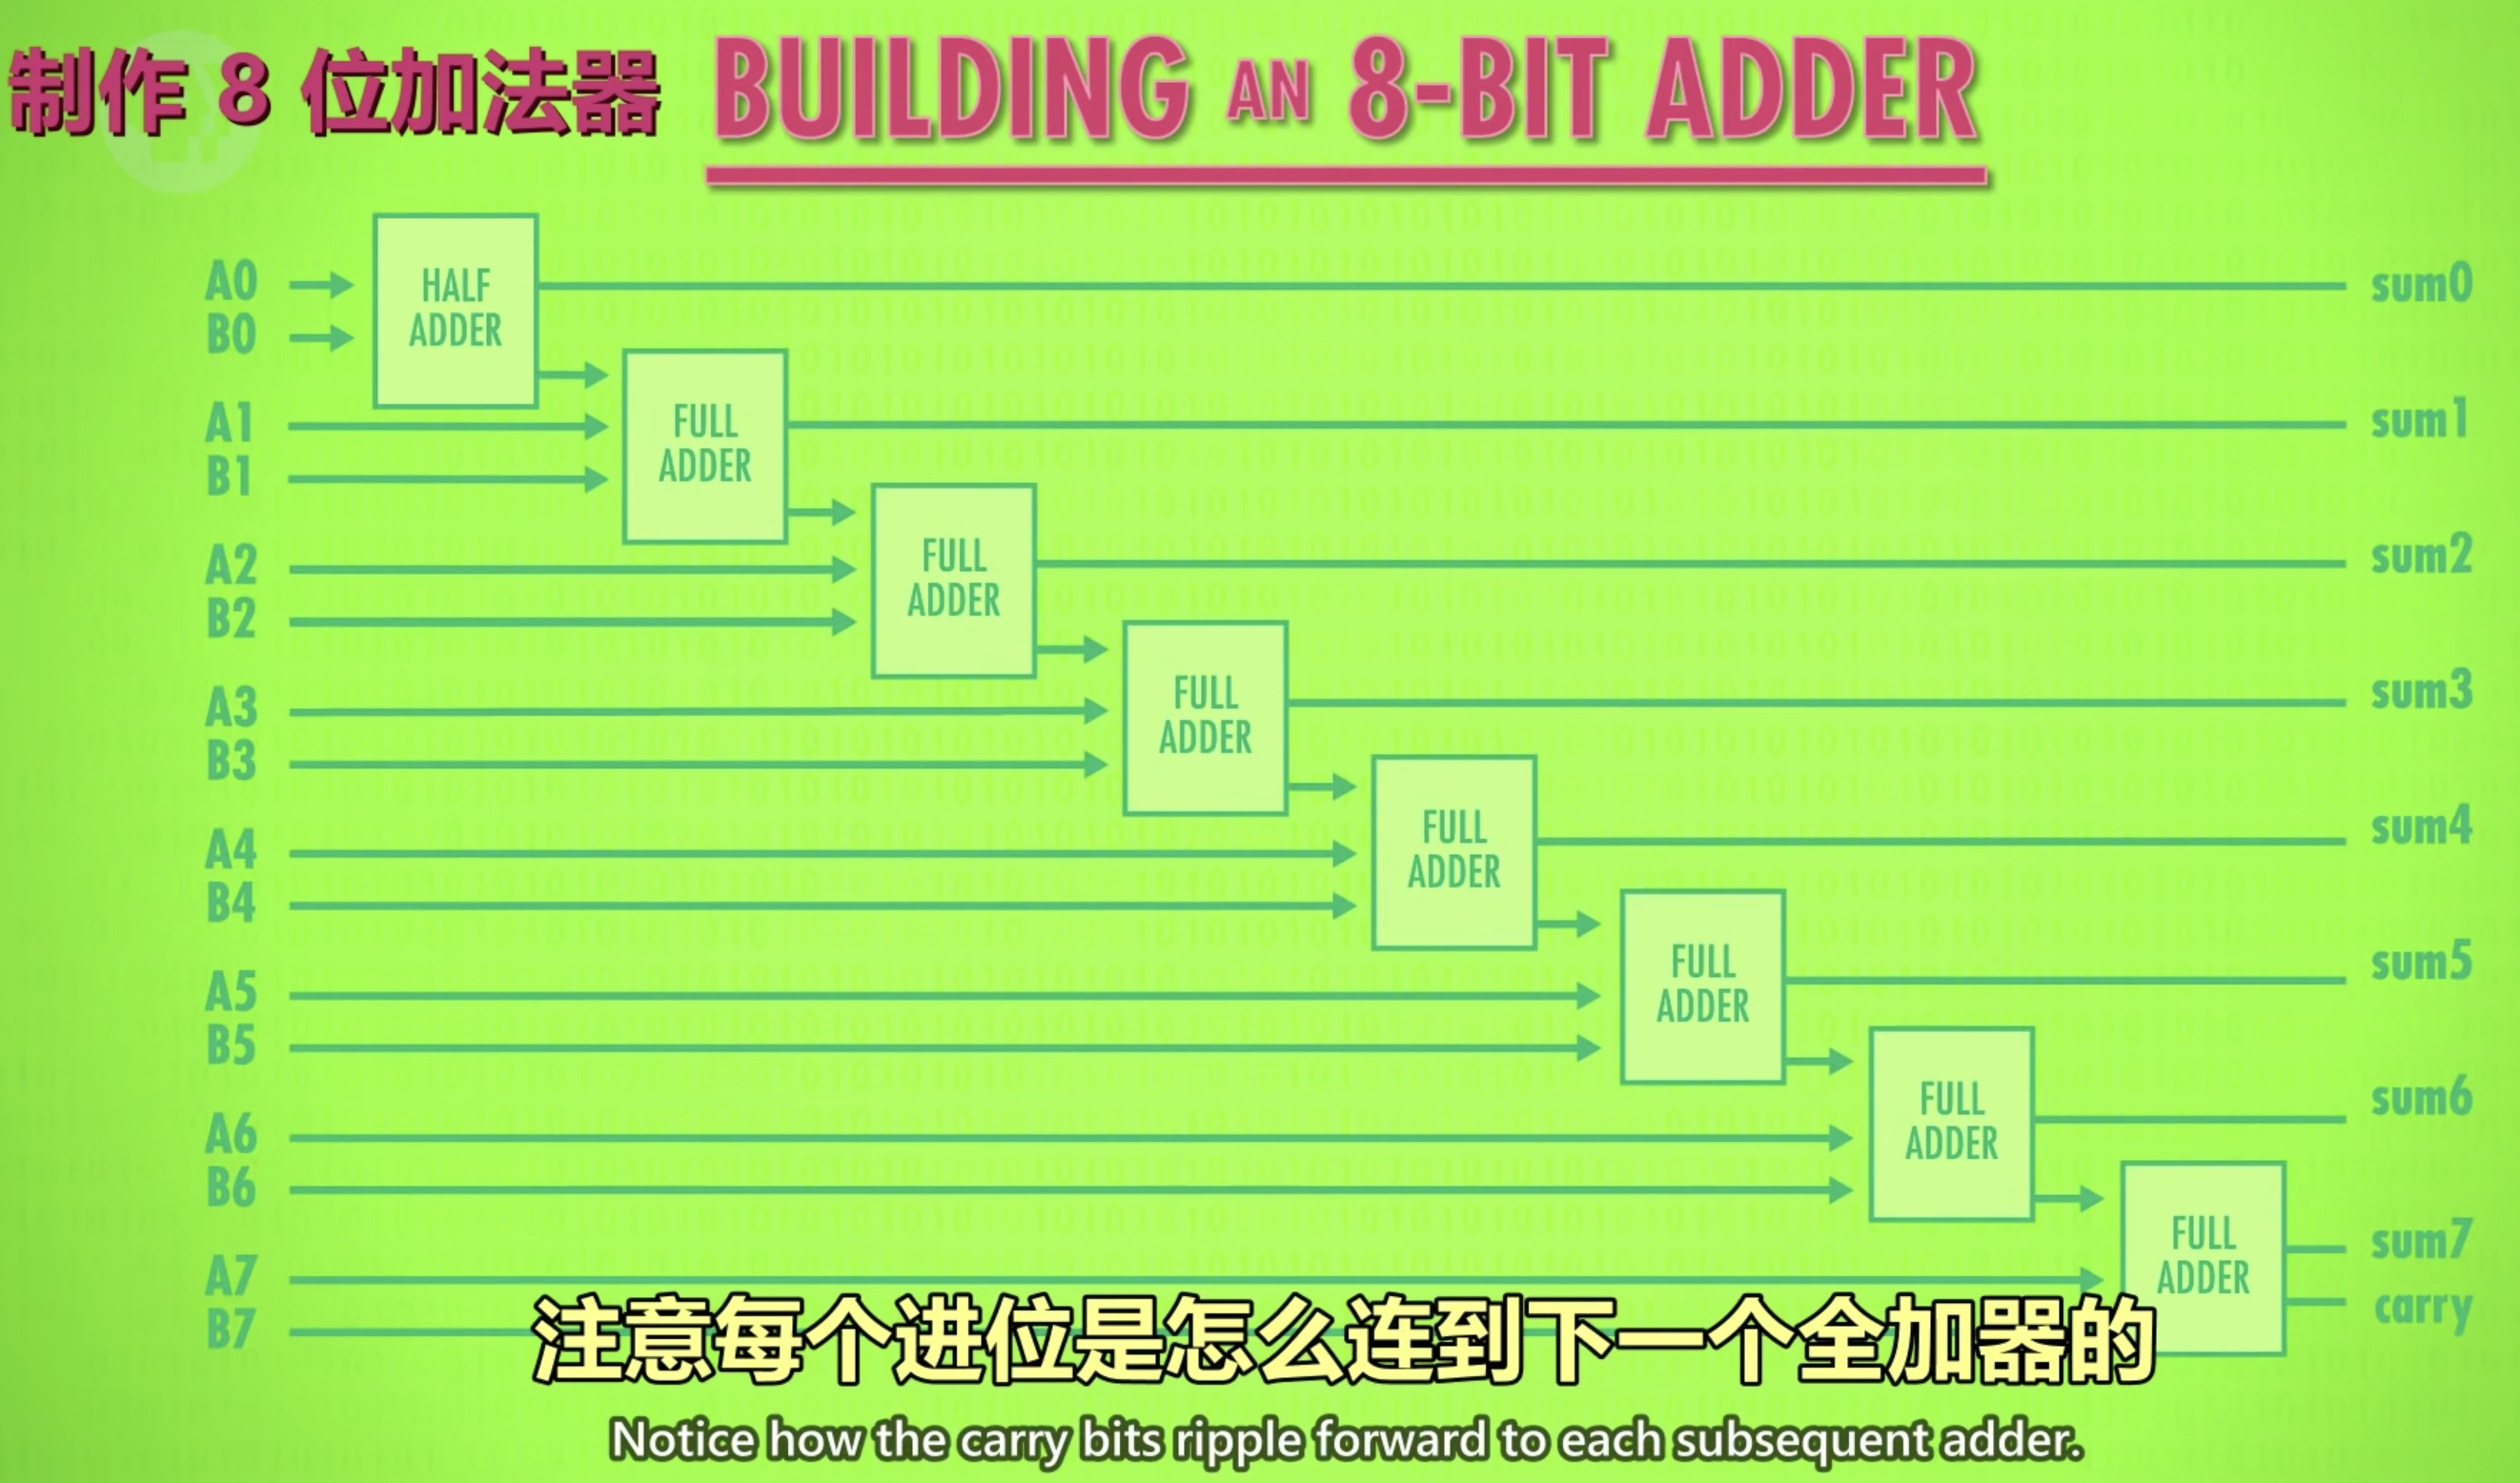 制作 8 位加法器 BUILDING AN 8-BIT ADDER
A0
B0
HALF
ADDER
sum0
A1
B1
FULL
ADDER
sum1
A2
B2
FULL
ADDER
sum2
A3
B3
FULL
ADDER
sum3
A4
B4
FULL
ADDER
sum4
A5
B5
FULL
ADDER
sum5
A6
B6
FULL
ADDER
sum6
A7
B7
FULL
ADDER
sum7
carry
注意每个进位是怎么连到下一个全加器的
Notice how the carry bits ripple forward to each subsequent adder.